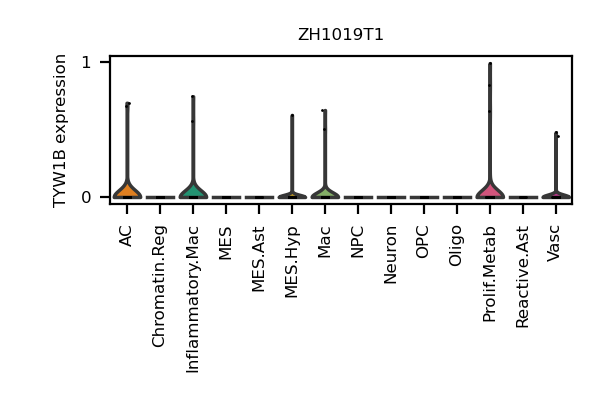 ZH1019T1
TYW1B expression
1
0
AC
Chromatin.Reg
Inflammatory.Mac
MES
MES.Ast
MES.Hyp
Mac
NPC
Neuron
OPC
Oligo
Prolif.Metab
Reactive.Ast
Vasc